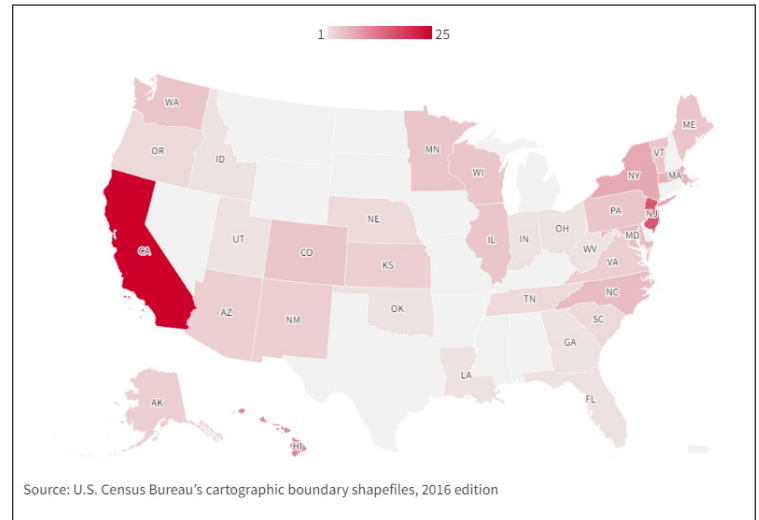 1 25
WA
ME
OR
ID
MN
VT
WI
NY
MA
PA
NJ
NE
IL
IN
OH
MD
UT
CO
WV
CA
KS
VA
NC
TN
AZ
NM
OK
SC
GA
LA
FL
AK
HI
Source: U.S. Census Bureau’s cartographic boundary shapefiles, 2016 edition